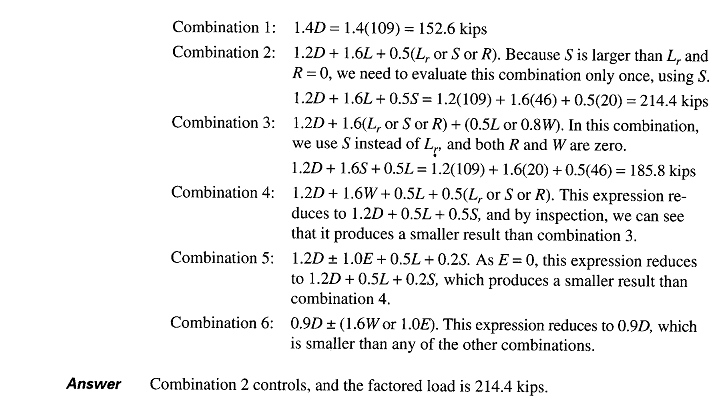 Combination 1: 1.4D = 1.4(109) = 152.6 kips
Combination 2: 1.2D + 1.6L + 0.5(Lr or S or R). Because S is larger than Lr and
R = 0, we need to evaluate this combination only once, using S.
1.2D + 1.6L + 0.5S = 1.2(109) + 1.6(46) + 0.5(20) = 214.4 kips
Combination 3: 1.2D + 1.6(Lr or S or R) + (0.5L or 0.8W). In this combination,
we use S instead of Lr, and both R and W are zero.
1.2D + 1.6S + 0.5L = 1.2(109) + 1.6(20) + 0.5(46) = 185.8 kips
Combination 4: 1.2D + 1.6W + 0.5L + 0.5(Lr or S or R). This expression re-
duces to 1.2D + 0.5L + 0.5S, and by inspection, we can see
that it produces a smaller result than combination 3.
Combination 5: 1.2D ± 1.0E + 0.5L + 0.2S. As E = 0, this expression reduces
to 1.2D + 0.5L + 0.2S, which produces a smaller result than
combination 4.
Combination 6: 0.9D ± (1.6W or 1.0E). This expression reduces to 0.9D, which
is smaller than any of the other combinations.
Answer Combination 2 controls, and the factored load is 214.4 kips.